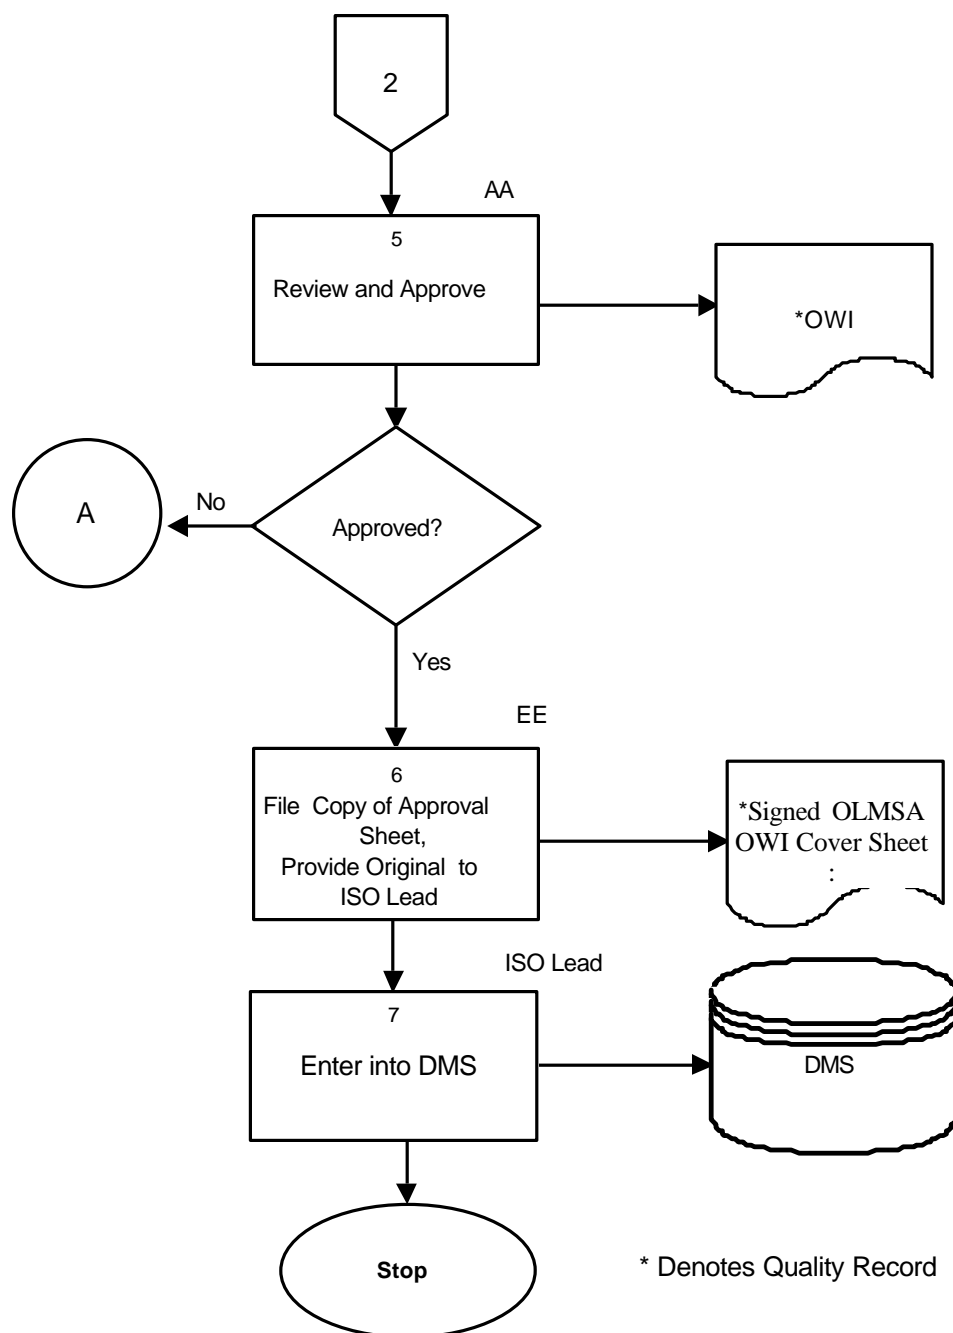 2
AA
5
Review and Approve
*OWI
A
No
Approved?
Yes
EE
6
File Copy of Approval
Sheet,
Provide Original to
ISO Lead
*Signed OLMSA
OWI Cover Sheet
:
ISO Lead
7
Enter into DMS
DMS
Stop
* Denotes Quality Record